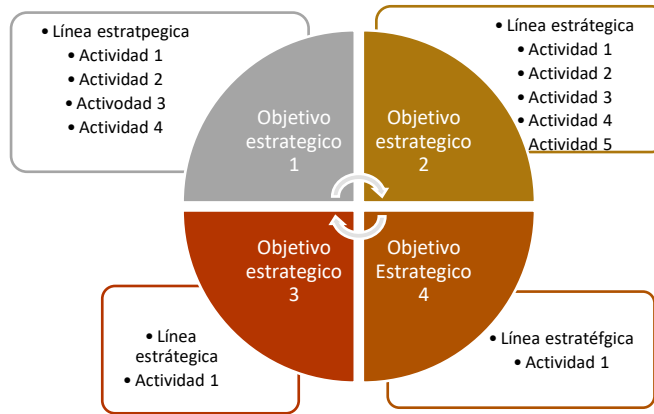 • Línea estratpegica
• Actividad 1
• Actividad 2
• Activodad 3
• Actividad 4
• Línea estrátegica
• Actividad 1
• Actividad 2
• Actividad 3
• Actividad 4
Actividad 5
Objetivo
estrategico
1
Objetivo
estrategico
2
Objetivo
estrategico
3
Objetivo
Estrategico
4
• Línea
estrátegica
• Actividad 1
• Línea estratéfgica
• Actividad 1